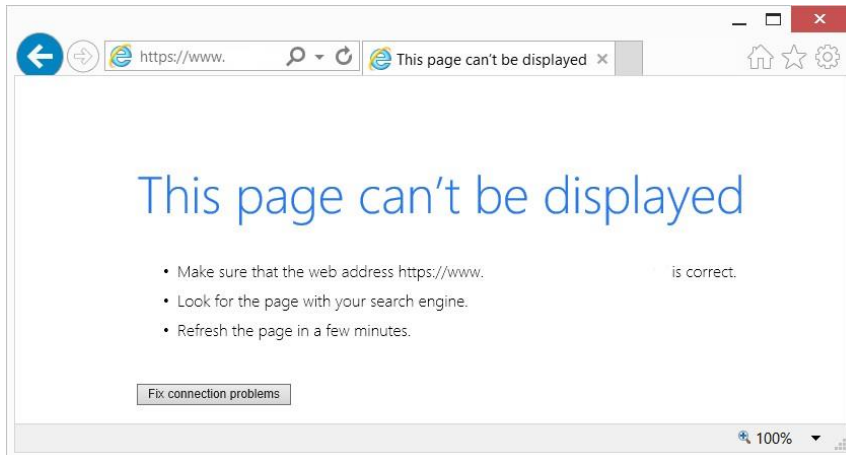 https://www.
This page can't be displayed
This page can't be displayed
• Make sure that the web address https://www. is correct.
• Look for the page with your search engine.
• Refresh the page in a few minutes.
Fix connection problems
100%